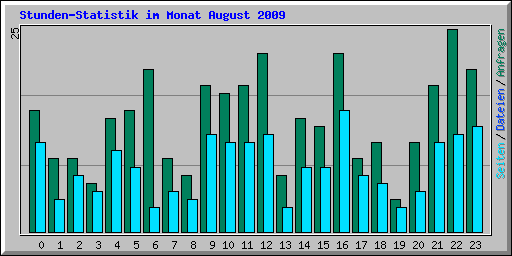 Stunden-Statistik im Monat August 2009
25
0 1 2 3 4 5 6 7 8 9 10 11 12 13 14 15 16 17 18 19 20 21 22 23
Seiten / Dateien / Anfragen